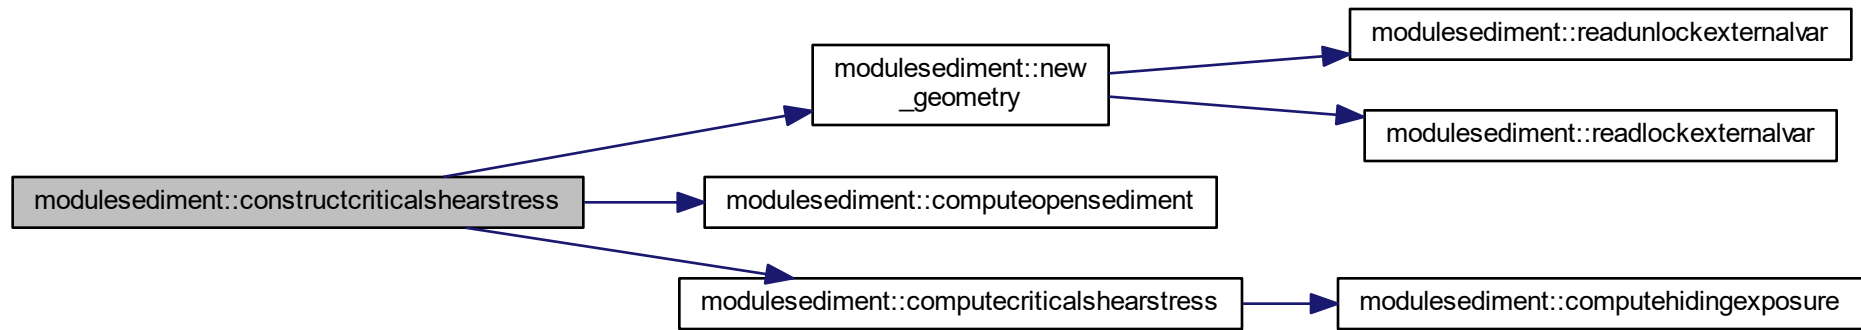 modulesediment::readunlockexternalvar
modulesediment::new
_geometry
modulesediment::readlockexternalvar
modulesediment::constructcriticalshearstress
modulesediment::computeopensediment
modulesediment::computecriticalshearstress
modulesediment::computehidingexposure